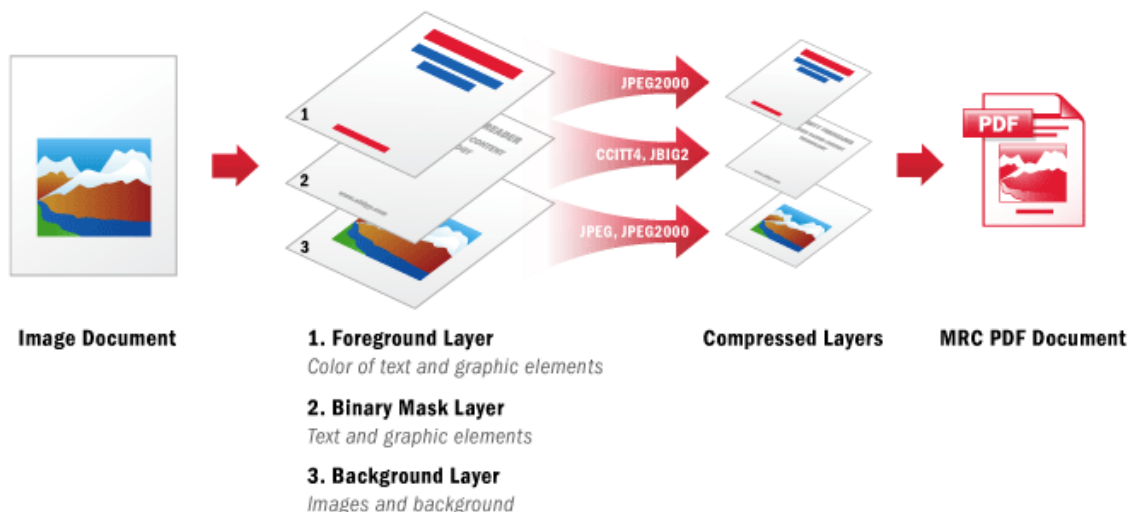 1
READER
CONTENT
2
3
JPEG2000
CCITT4, JBIG2
JPEG, JPEG2000
PDF
Image Document
1. Foreground Layer
Color of text and graphic elements
2. Binary Mask Layer
Text and graphic elements
3. Background Layer
Images and background
Compressed Layers
MRC PDF Document